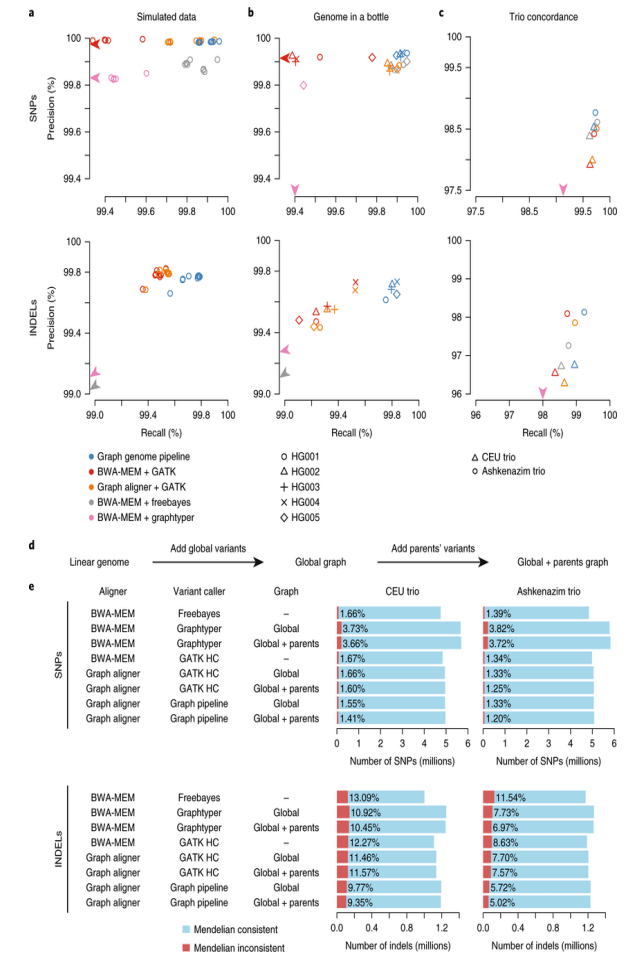 a Simulated data b Genome in a bottle c Trio concordance
SNPs
Precision (%)
100
99.8
99.6
99.4
99.4 99.6 99.8 100
100
99.8
99.6
99.4
99.4 99.6 99.8 100
100
99.5
98.5
97.5
97.5 98.5 99.5 100
INDELs
Precision (%)
100
99.8
99.4
99.0
99.0 99.4 99.8 100
Recall (%)
100
99.8
99.4
99.0
99.0 99.4 99.8 100
Recall (%)
100
98
97
96
96 97 98 99 100
Recall (%)
Graph genome pipeline
BWA-MEM + GATK
Graph aligner + GATK
BWA-MEM + freebayes
BWA-MEM + graphtyper
HG001
HG002
HG003
HG004
HG005
CEU trio
Ashkenazim trio
d
Linear genome Add global variants Global graph Add parents' variants Global + parents graph
e
Aligner Variant caller Graph CEU trio Ashkenazim trio
SNPs
BWA-MEM Freebayes – 1.66% 1.39%
BWA-MEM Graphtyper Global 3.73% 3.82%
BWA-MEM Graphtyper Global + parents 3.66% 3.72%
BWA-MEM GATK HC – 1.67% 1.34%
Graph aligner GATK HC Global 1.66% 1.33%
Graph aligner GATK HC Global + parents 1.60% 1.25%
Graph aligner Graph pipeline Global 1.55% 1.33%
Graph aligner Graph pipeline Global + parents 1.41% 1.20%
0 1 2 3 4 5 6 0 1 2 3 4 5 6
Number of SNPs (millions) Number of SNPs (millions)
INDELs
BWA-MEM Freebayes – 13.09% 11.54%
BWA-MEM Graphtyper Global 10.92% 7.73%
BWA-MEM Graphtyper Global + parents 10.45% 6.97%
BWA-MEM GATK HC – 12.27% 8.63%
Graph aligner GATK HC Global 11.46% 7.70%
Graph aligner GATK HC Global + parents 11.57% 7.57%
Graph aligner Graph pipeline Global 9.77% 5.72%
Graph aligner Graph pipeline Global + parents 9.35% 5.02%
0.0 0.4 0.8 1.2 0.0 0.4 0.8 1.2
Number of indels (millions) Number of indels (millions)
Mendelian consistent
Mendelian inconsistent